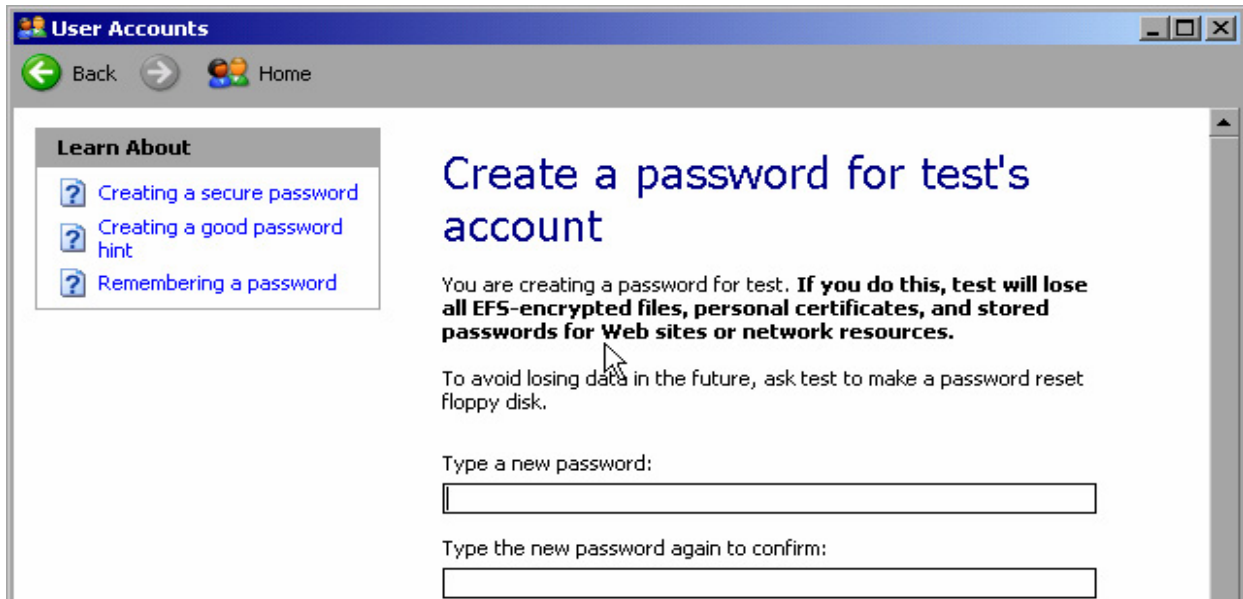 User Accounts
Back
Home
Learn About
Creating a secure password
Creating a good password
hint
Remembering a password
Create a password for test's
account
You are creating a password for test. If you do this, test will lose
all EFS-encrypted files, personal certificates, and stored
passwords for Web sites or network resources.
To avoid losing data in the future, ask test to make a password reset
floppy disk.
Type a new password:
Type the new password again to confirm: